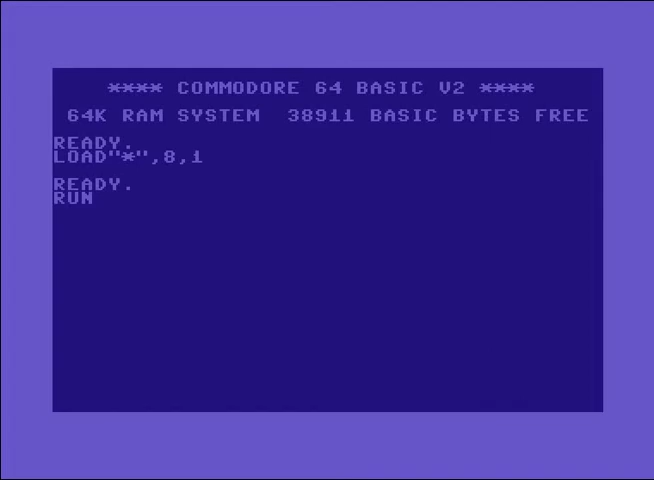 **** COMMODORE 64 BASIC V2 ****
64K RAM SYSTEM 38911 BASIC BYTES FREE
READY.
LOAD"*",8,1
READY.
RUN